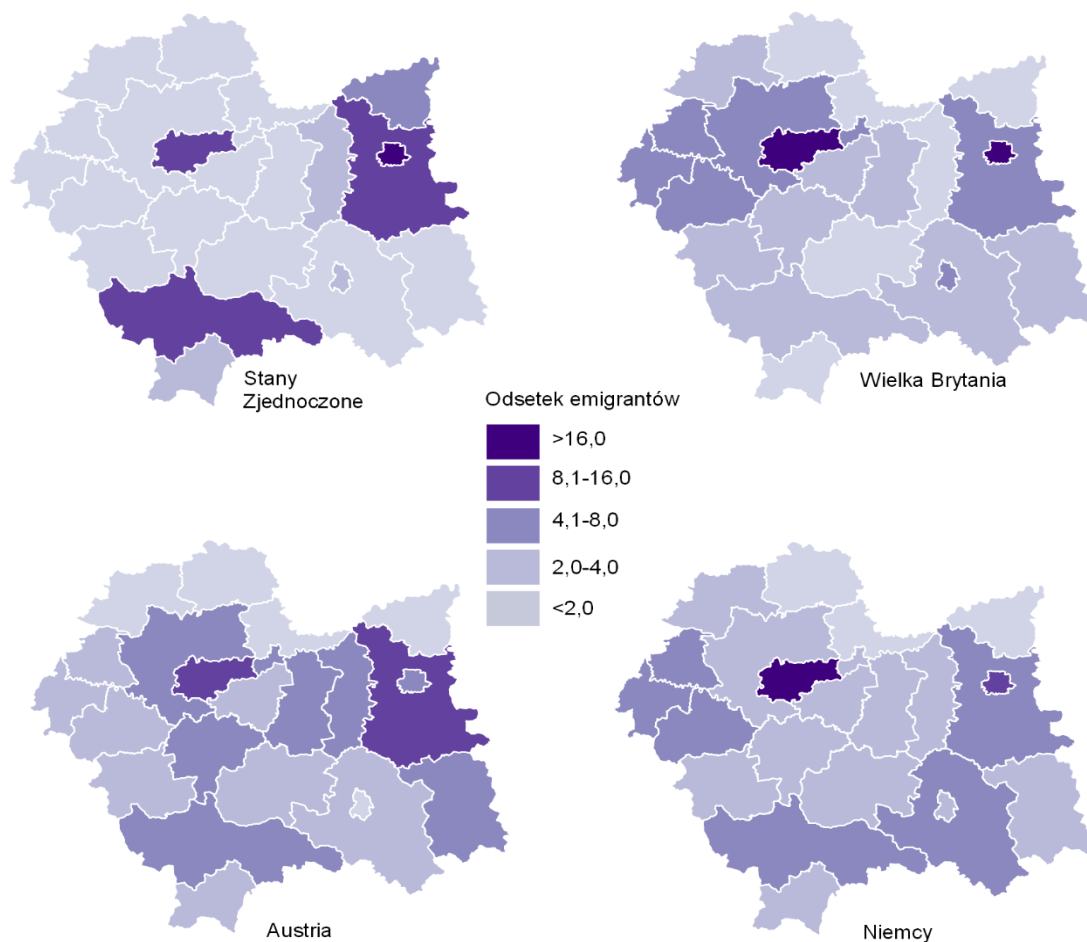 Stany
Zjednoczone
Wielka Brytania
Odsetek emigrantów
>16,0
8,1-16,0
4,1-8,0
2,0-4,0
<2,0
Austria
Niemcy